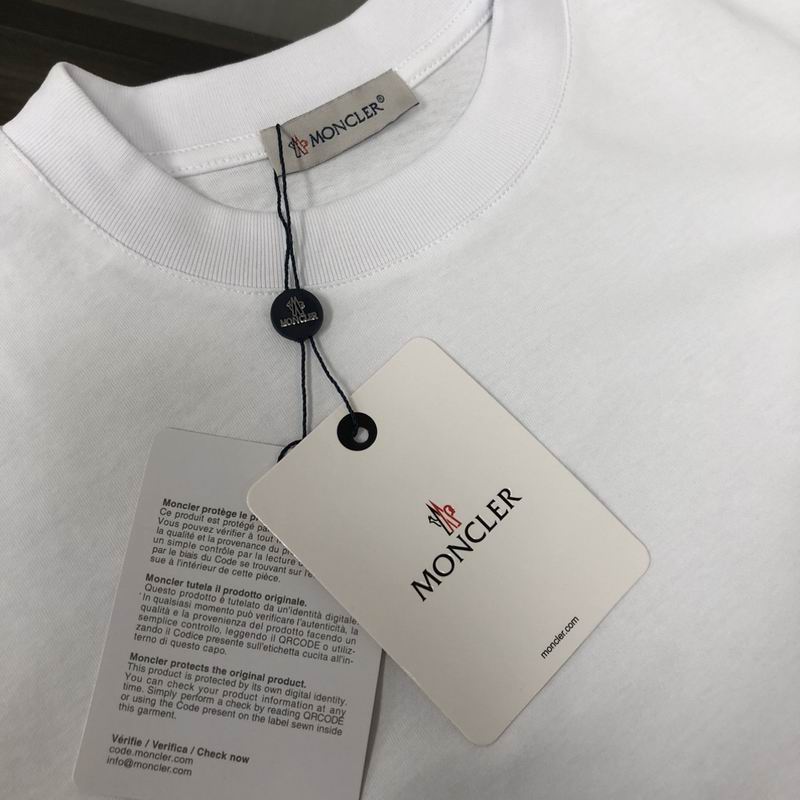 MONCLER®
MONCLER
MONCLER
moncler.com
Moncler protège le
Ce produit est protégé
Vous pouvez vérifier à tout
la qualité et la provenance du
un simple contrôle par la lecture
par le biais du Code se trouvant sur
sue à l'intérieur de cette pièce.
Moncler tutela il prodotto originale.
Questo prodotto è tutelato da un'identità digitale.
In qualsiasi momento può verificare l'autenticità, la
qualità e la provenienza del prodotto facendo un
semplice controllo, leggendo il QRCODE o utiliz-
zando il Codice presente sull'etichetta cucita all'in-
terno di questo capo.
Moncler protects the original product.
This product is protected by its own digital identity.
You can check your product information at any
time. Simply perform a check by reading QRCODE
or using the Code present on the label sewn inside
this garment.
Vérifie / Verifica / Check now
code.moncler.com
info@moncler.com